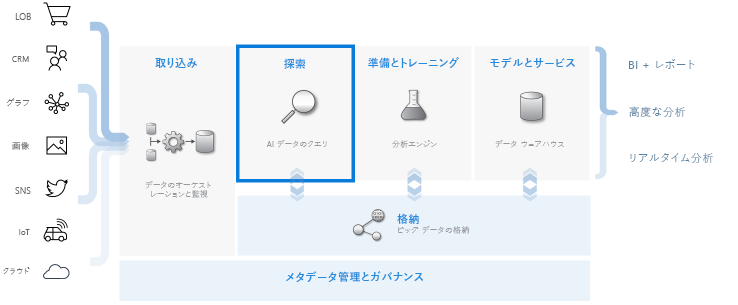 LOB
CRM
グラフ
画像
SNS
IoT
クラウド
取り込み
データのオーケスト
レーションと監視
探索
AI データのクエリ
準備とトレーニング
分析エンジン
モデルとサービス
データ ウェアハウス
格納
ビッグ データの格納
メタデータ管理とガバナンス
BI + レポート
高度な分析
リアルタイム分析